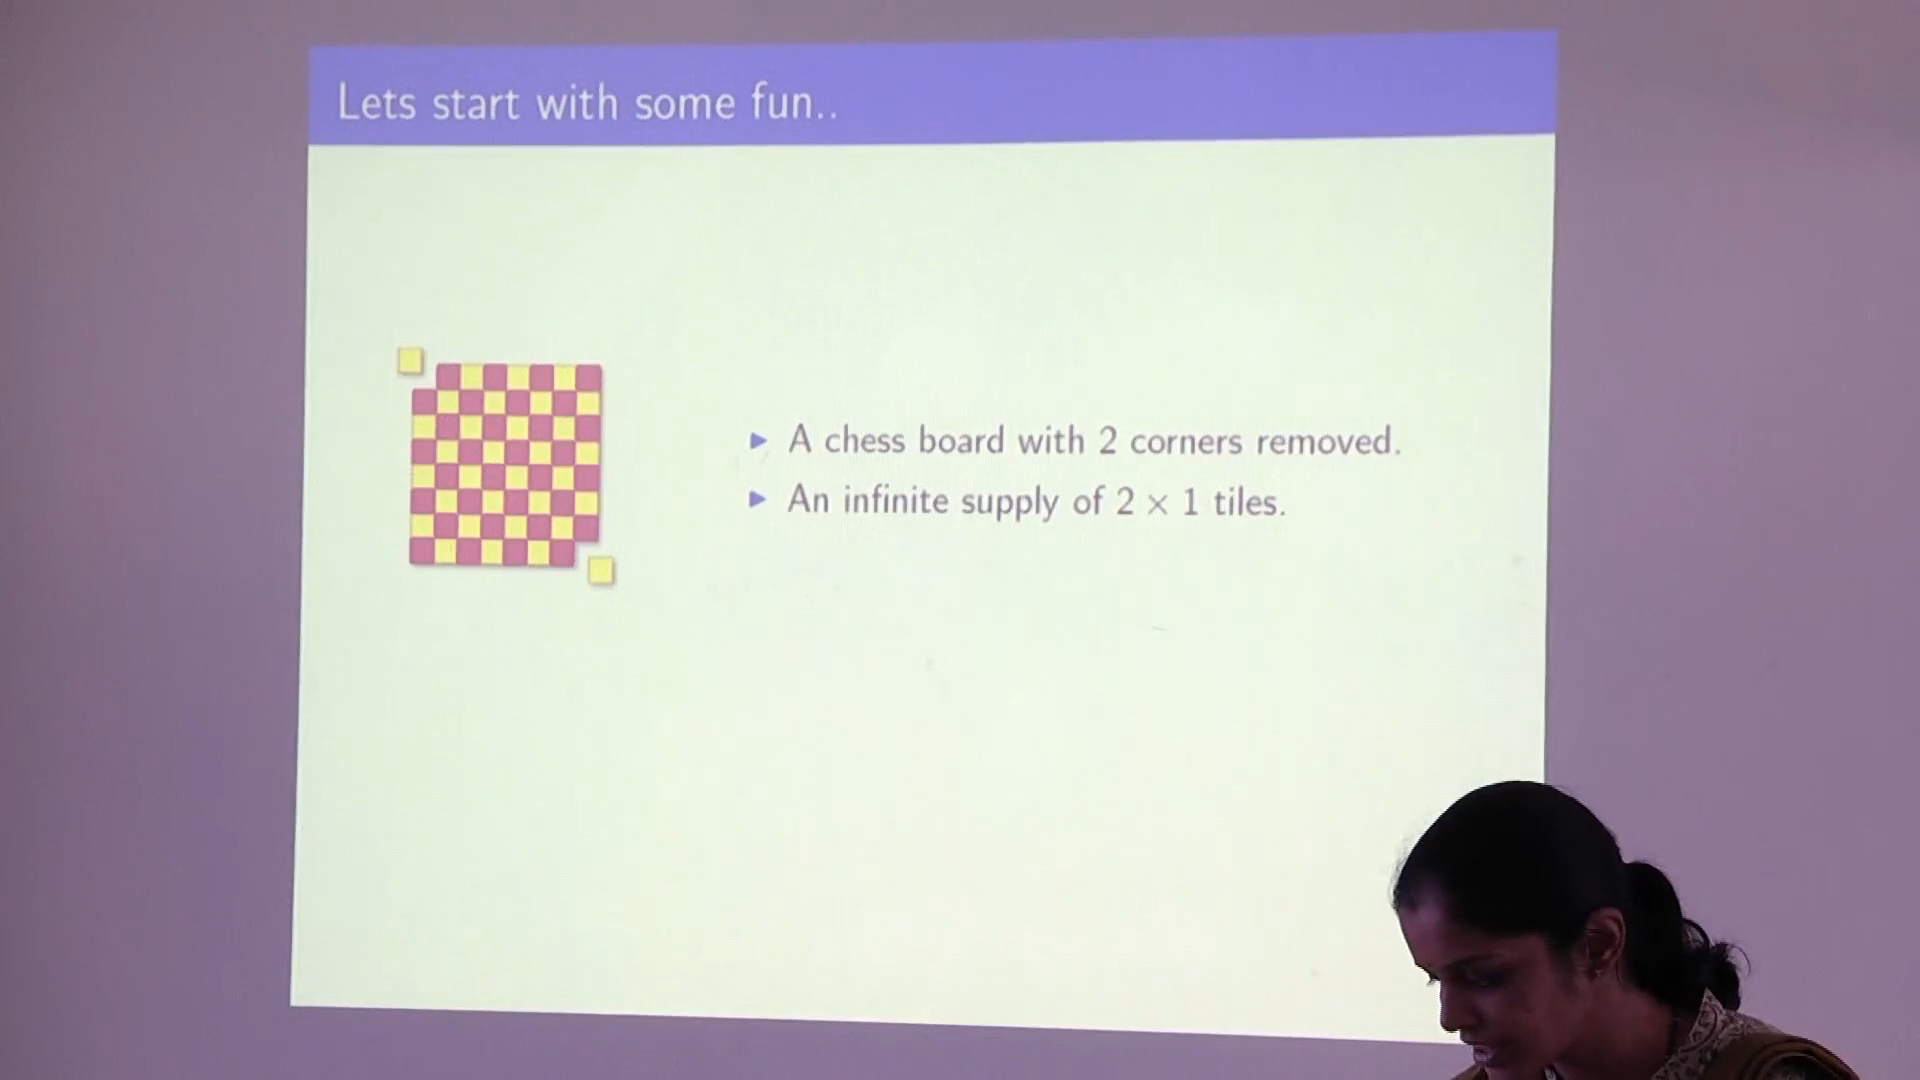 Lets start with some fun..
▶ A chess board with 2 corners removed.
▶ An infinite supply of 2 × 1 tiles.